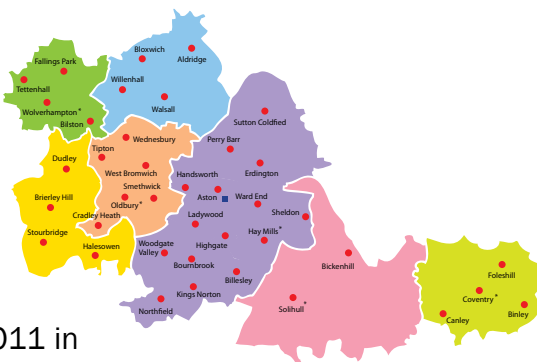 Bloxwich
Aldridge
Fallings Park
Tettenhall
Willenhall
Walsall
Wolverhampton*
Bilston
Sutton Coldfied
Wednesbury
Perry Barr
Tipton
Dudley
West Bromwich
Erdington
Handsworth
Smethwick
Aston
Ward End
Brierley Hill
Oldbury*
Cradley Heath
Ladywood
Sheldon
Stourbridge
Halesowen
Woodgate
Valley
Highgate
Hay Mills*
Bournbrook
Billesley
Bickenhill
Foleshill
Kings Norton
Northfield
Solihull*
Coventry*
Canley
Binley
011 in